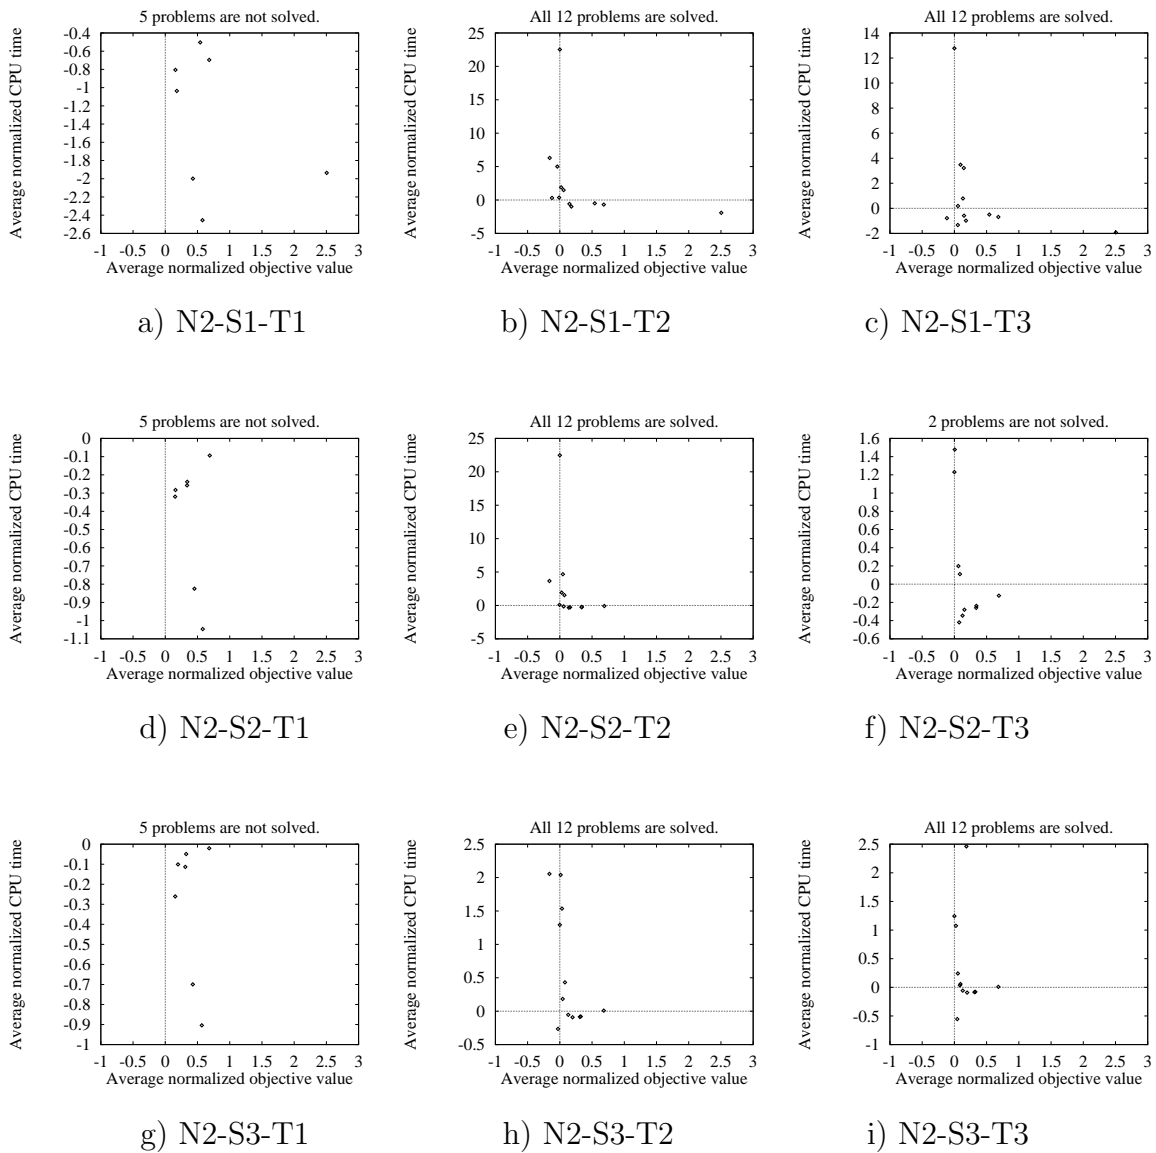 5 problems are not solved.
Average normalized CPU time
-0.4
-0.6
-0.8
-1
-1.2
-1.4
-1.6
-1.8
-2
-2.2
-2.4
-2.6
-1 -0.5 0 0.5 1 1.5 2 2.5 3
Average normalized objective value
a) N2-S1-T1
All 12 problems are solved.
Average normalized CPU time
25
20
15
10
5
0
-5
-1 -0.5 0 0.5 1 1.5 2 2.5 3
Average normalized objective value
b) N2-S1-T2
All 12 problems are solved.
Average normalized CPU time
14
12
10
8
6
4
2
0
-2
-1 -0.5 0 0.5 1 1.5 2 2.5 3
Average normalized objective value
c) N2-S1-T3
5 problems are not solved.
Average normalized CPU time
0
-0.1
-0.2
-0.3
-0.4
-0.5
-0.6
-0.7
-0.8
-0.9
-1
-1.1
-1 -0.5 0 0.5 1 1.5 2 2.5 3
Average normalized objective value
d) N2-S2-T1
All 12 problems are solved.
Average normalized CPU time
25
20
15
10
5
0
-5
-1 -0.5 0 0.5 1 1.5 2 2.5 3
Average normalized objective value
e) N2-S2-T2
2 problems are not solved.
Average normalized CPU time
1.6
1.4
1.2
1
0.8
0.6
0.4
0.2
0
-0.2
-0.4
-0.6
-1 -0.5 0 0.5 1 1.5 2 2.5 3
Average normalized objective value
f) N2-S2-T3
5 problems are not solved.
Average normalized CPU time
0
-0.1
-0.2
-0.3
-0.4
-0.5
-0.6
-0.7
-0.8
-0.9
-1
-1 -0.5 0 0.5 1 1.5 2 2.5 3
Average normalized objective value
g) N2-S3-T1
All 12 problems are solved.
Average normalized CPU time
2.5
2
1.5
1
0.5
0
-0.5
-1 -0.5 0 0.5 1 1.5 2 2.5 3
Average normalized objective value
h) N2-S3-T2
All 12 problems are solved.
Average normalized CPU time
2.5
2
1.5
1
0.5
0
-0.5
-1
-1 -0.5 0 0.5 1 1.5 2 2.5 3
Average normalized objective value
i) N2-S3-T3